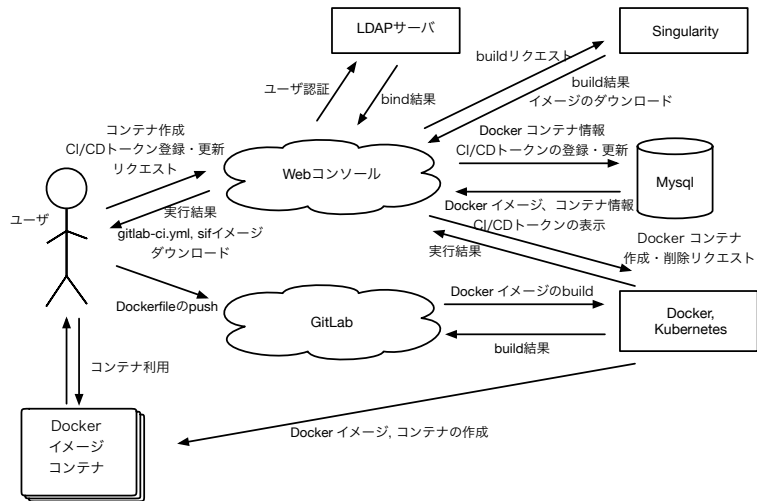 LDAPサーバ
Singularity
buildリクエスト
ユーザ認証
bind結果
build結果
イメージのダウンロード
コンテナ作成
CI/CDトークン登録・更新
リクエスト
Docker コンテナ情報
CI/CDトークンの登録・更新
Webコンソール
Mysql
ユーザ
実行結果
gitlab-ci.yml, sifイメージ
ダウンロード
Docker イメージ、コンテナ情報
CI/CDトークンの表示
実行結果
Docker コンテナ
作成・削除リクエスト
Dockerfileのpush
GitLab
Docker イメージのbuild
Docker,
Kubernetes
build結果
コンテナ利用
Docker
イメージ
コンテナ
Docker イメージ, コンテナの作成